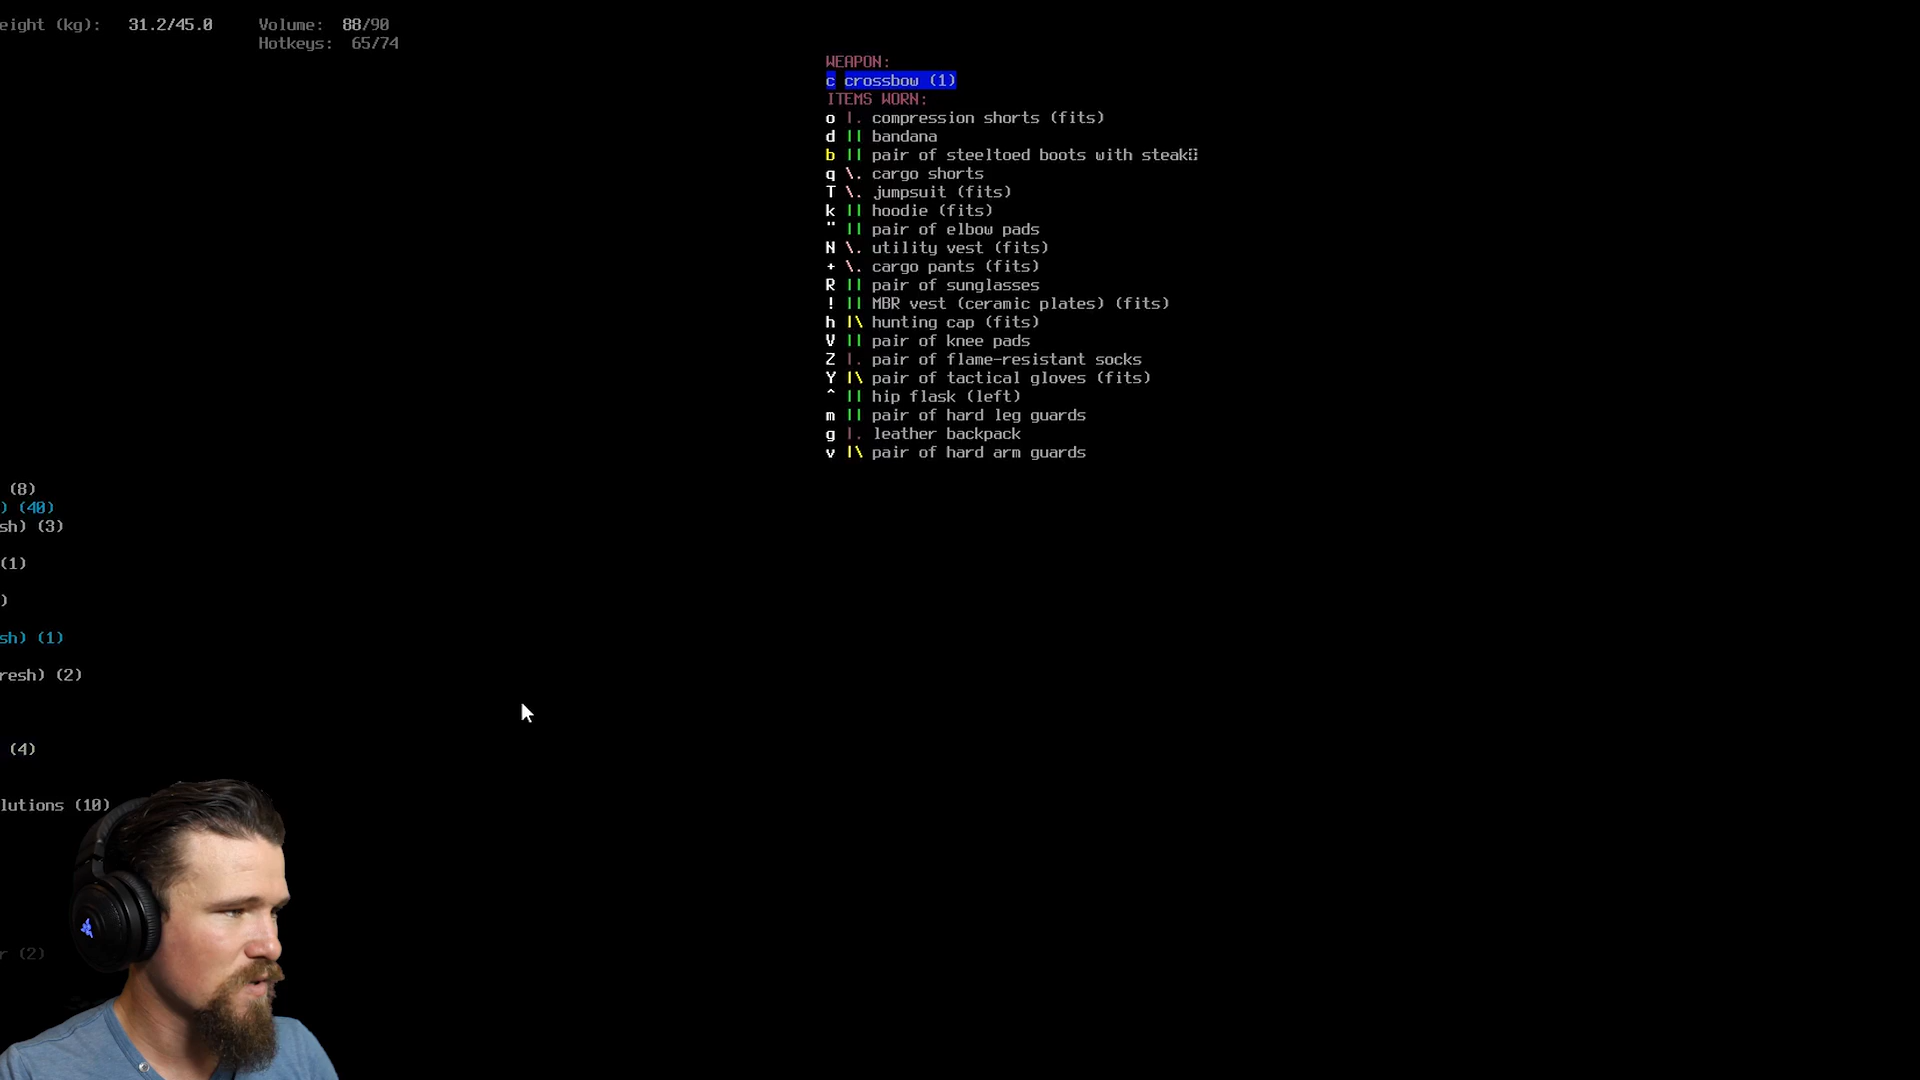 eight (kg): 31.2/45.0 Volume: 88/90
Hotkeys: 65/74
WEAPON:
c crossbow (1)
ITEMS WORN:
o |. compression shorts (fits)
d || bandana
b || pair of steeltoed boots with steak
q \. cargo shorts
T \. jumpsuit (fits)
k || hoodie (fits)
" || pair of elbow pads
N \. utility vest (fits)
+ \. cargo pants (fits)
R || pair of sunglasses
! || MBR vest (ceramic plates) (fits)
h |\ hunting cap (fits)
V || pair of knee pads
Z |. pair of flame-resistant socks
Y |\ pair of tactical gloves (fits)
^ || hip flask (left)
m || pair of hard leg guards
g |. leather backpack
v |\ pair of hard arm guards
(8)
) (40)
sh) (3)
(1)
)
sh) (1)
resh) (2)
(4)
lutions (10)
r (2)